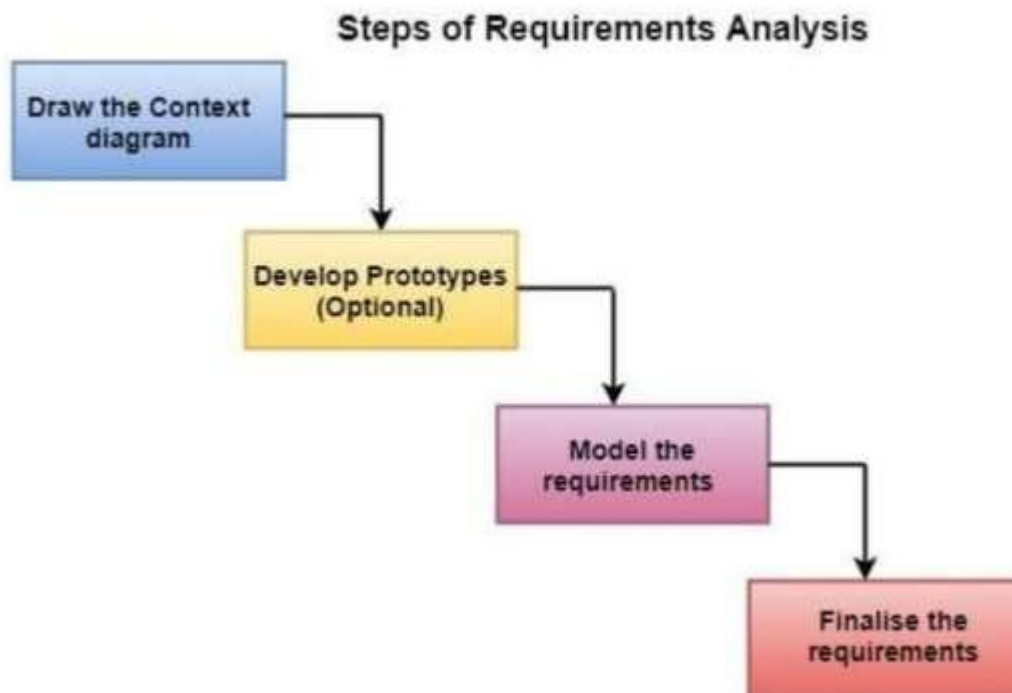 Steps of Requirements Analysis
Draw the Context
diagram
Develop Prototypes
(Optional)
Model the
requirements
Finalise the
requirements